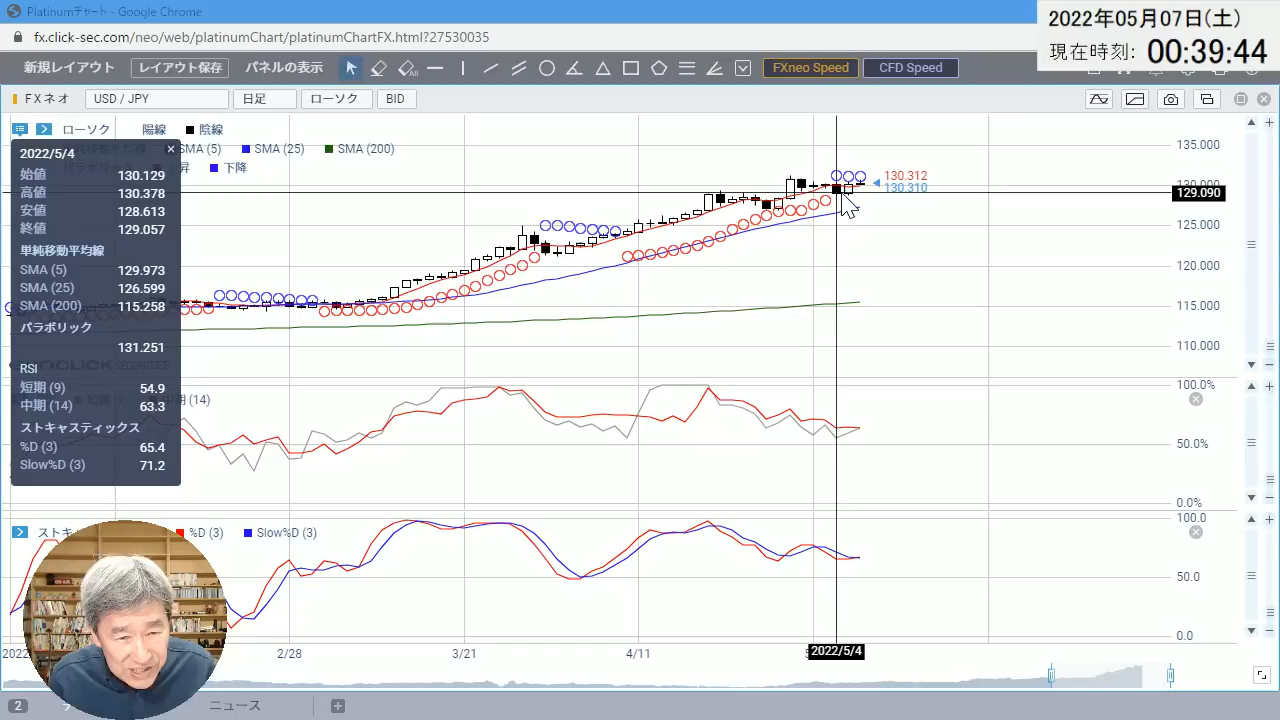 Platinumチャート - Google Chrome
2022年05月07日(土)
現在時刻: 00:39:44
fx.click-sec.com/neo/web/platinumChart/platinumChartFX.html?27530035
新規レイアウト レイアウト保存 パネルの表示 FXneo Speed CFD Speed
FXネオ USD / JPY 日足 ローソク BID
ローソク 陽線 陰線
SMA (5) SMA (25) SMA (200)
下降
2022/5/4
始値 130.129
高値 130.378
安値 128.613
終値 129.057
単純移動平均線
SMA (5) 129.973
SMA (25) 126.599
SMA (200) 115.258
パラボリック
131.251
RSI
短期 (9) 54.9
中期 (14) 63.3
ストキャスティックス
%D (3) 65.4
Slow%D (3) 71.2
135.000
130.312
130.310
129.090
125.000
120.000
115.000
110.000
(14)
100.0%
50.0%
0.0%
%D (3) Slow%D (3)
100.0
50.0
0.0
2022 2/28 3/21 4/11 2022/5/4
2 ニュース